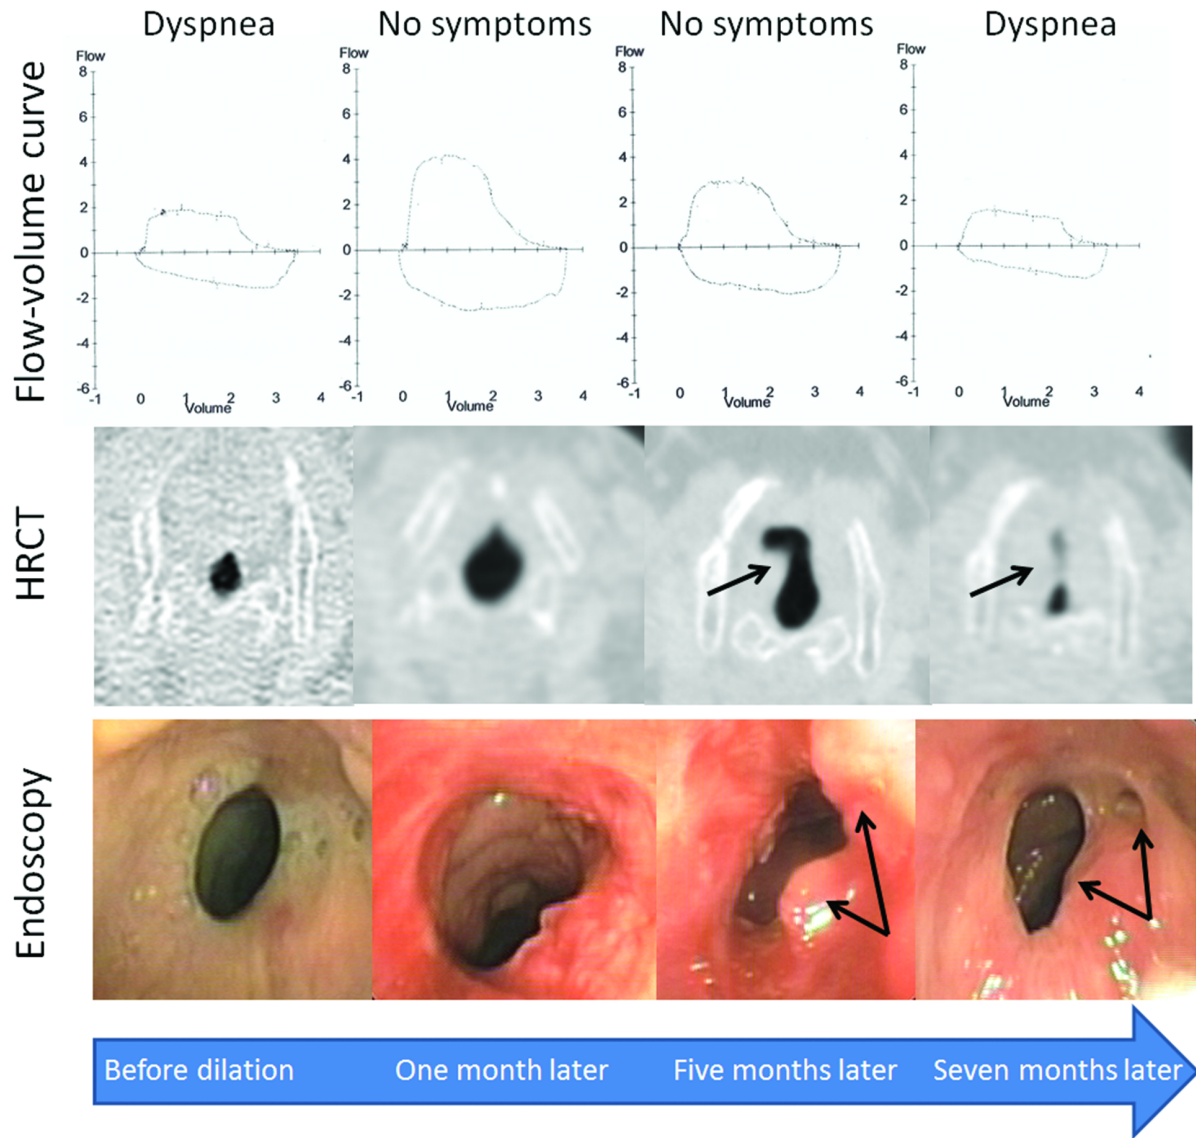 Dyspnea
No symptoms
No symptoms
Dyspnea
Flow-volume curve
Flow
8
6
4
2
0
-2
-4
-6
-1
0
1
2
3
4
Volume
Flow
8
6
4
2
0
-2
-4
-6
-1
0
1
2
3
4
Volume
Flow
8
6
4
2
0
-2
-4
-6
-1
0
1
2
3
4
Volume
Flow
8
6
4
2
0
-2
-4
-6
-1
0
1
2
3
4
Volume
HRCT
Endoscopy
Before dilation
One month later
Five months later
Seven months later